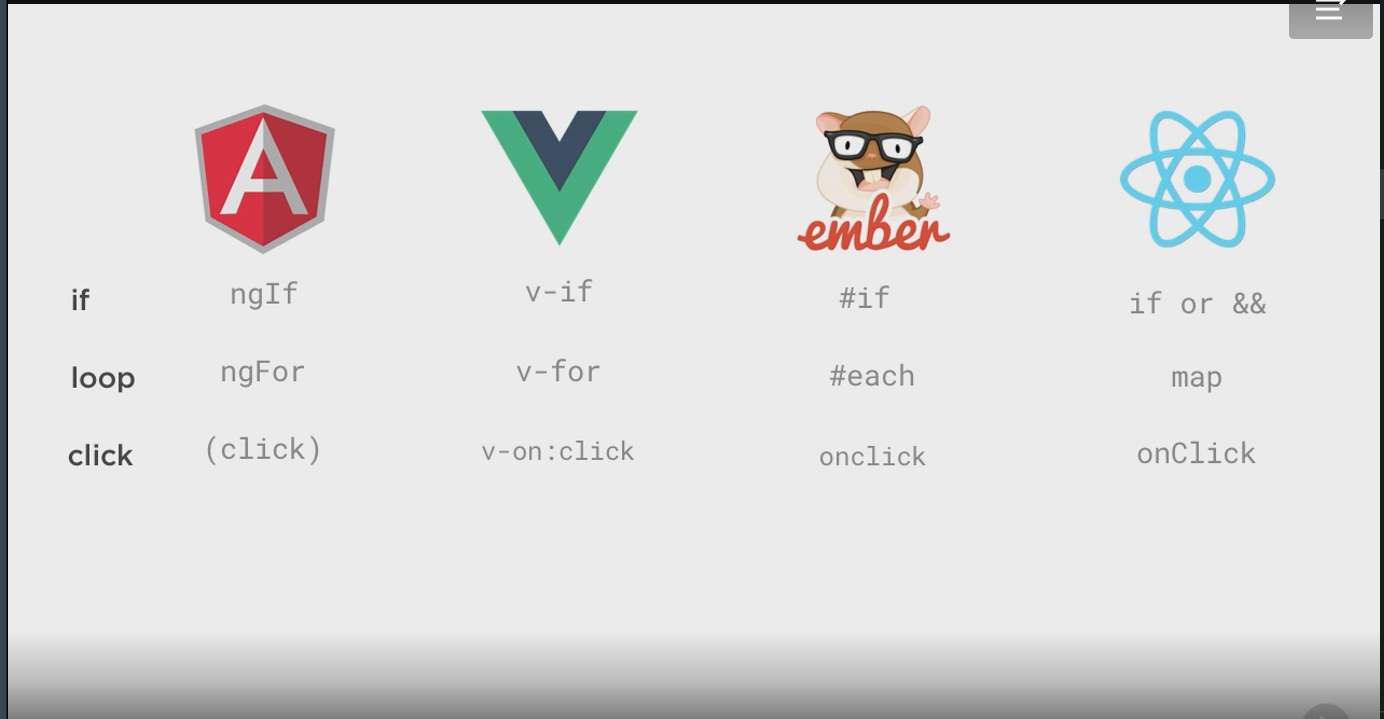 A
ember
if ngIf v-if #if if or &&
loop ngFor v-for #each map
click (click) v-on:click onclick onClick